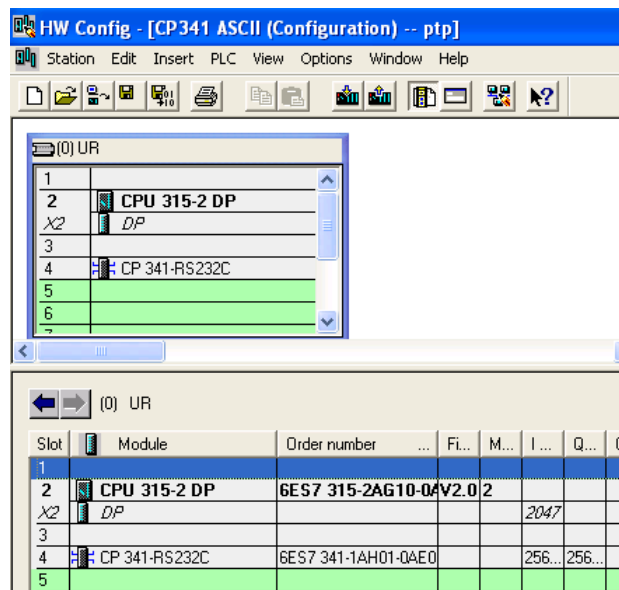 HW Config - [CP341 ASCII (Configuration) -- ptp]
Station Edit Insert PLC View Options Window Help
(0) UR
1
2 CPU 315-2 DP
X2 DP
3
4 CP 341-RS232C
5
6
(0) UR
Slot Module Order number ... Fi... M... I ... Q...
1
2 CPU 315-2 DP 6ES7 315-2AG10-0A V2.0 2
X2 DP 2047
3
4 CP 341-RS232C 6ES7 341-1AH01-0AE0 256... 256...
5